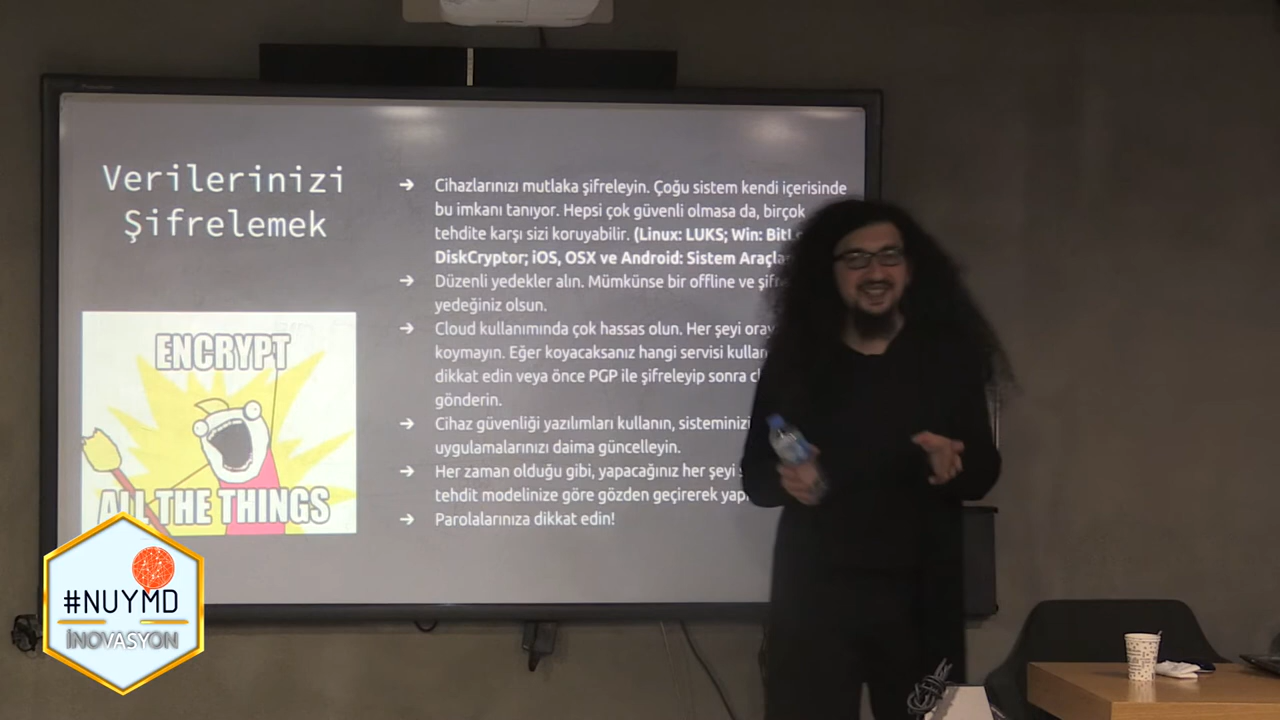 Verilerinizi
Şifrelemek
➔ Cihazlarınızı mutlaka şifreleyin. Çoğu sistem kendi içerisinde
bu imkanı tanıyor. Hepsi çok güvenli olmasa da, birçok
tehdite karşı sizi koruyabilir. (Linux: LUKS; Win:
DiskCryptor; iOS, OSX ve Android: Sistem
➔ Düzenli yedekler alın. Mümkünse bir offline ve
yedeğiniz olsun.
➔ Cloud kullanımında çok hassas olun. Her şeyi
koymayın. Eğer koyacaksanız hangi servisi
dikkat edin veya önce PGP ile şifreleyip sonra
gönderin.
➔ Cihaz güvenliği yazılımları kullanın,
uygulamalarınızı daima güncelleyin.
➔ Her zaman olduğu gibi, yapacağınız her şeyi
tehdit modelinize göre gözden geçirerek
➔ Parolalarınıza dikkat edin!
ENCRYPT
ALL THE THINGS
#NUYMD
İNOVASYON